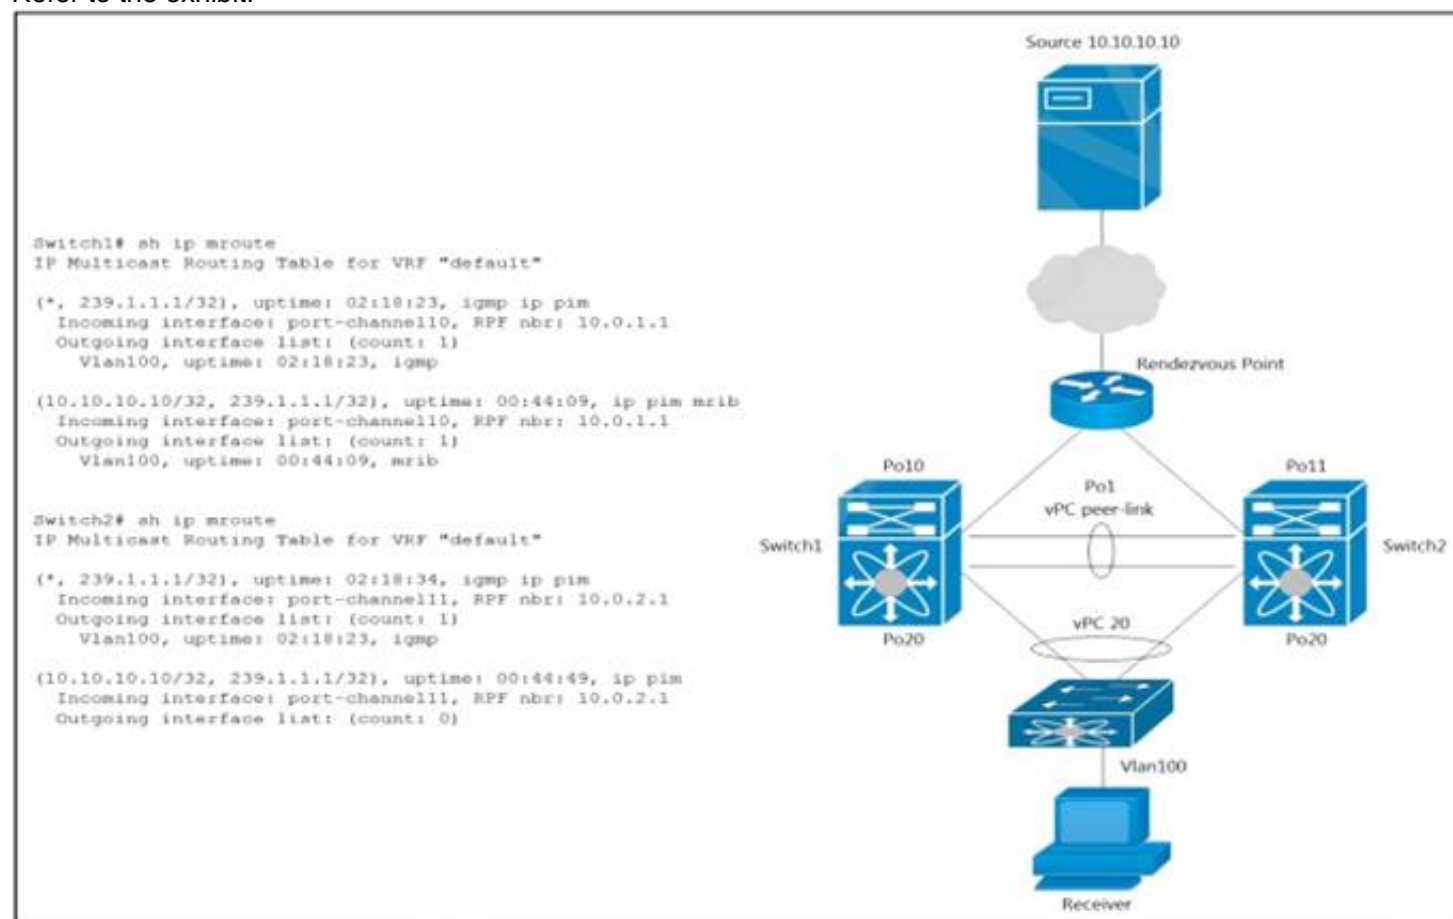 Refer to the exhibit.
Switch1# sh ip mroute
IP Multicast Routing Table for VRF "default"
(*, 239.1.1.1/32), uptime: 02:18:23, igmp ip pim
Incoming interface: port-channel10, RPF nbr: 10.0.1.1
Outgoing interface list: (count: 1)
Vlan100, uptime: 02:18:23, igmp
(10.10.10.10/32, 239.1.1.1/32), uptime: 00:44:09, ip pim mrib
Incoming interface: port-channel10, RPF nbr: 10.0.1.1
Outgoing interface list: (count: 1)
Vlan100, uptime: 00:44:09, mrib
Switch2# sh ip mroute
IP Multicast Routing Table for VRF "default"
(*, 239.1.1.1/32), uptime: 02:18:34, igmp ip pim
Incoming interface: port-channel11, RPF nbr: 10.0.2.1
Outgoing interface list: (count: 1)
Vlan100, uptime: 02:18:23, igmp
(10.10.10.10/32, 239.1.1.1/32), uptime: 00:44:49, ip pim
Incoming interface: port-channel11, RPF nbr: 10.0.2.1
Outgoing interface list: (count: 0)
Source 10.10.10.10
Rendezvous Point
Po10
Po11
Po1
vPC peer-link
Switch1
Switch2
Po20
vPC 20
Po20
Vlan100
Receiver